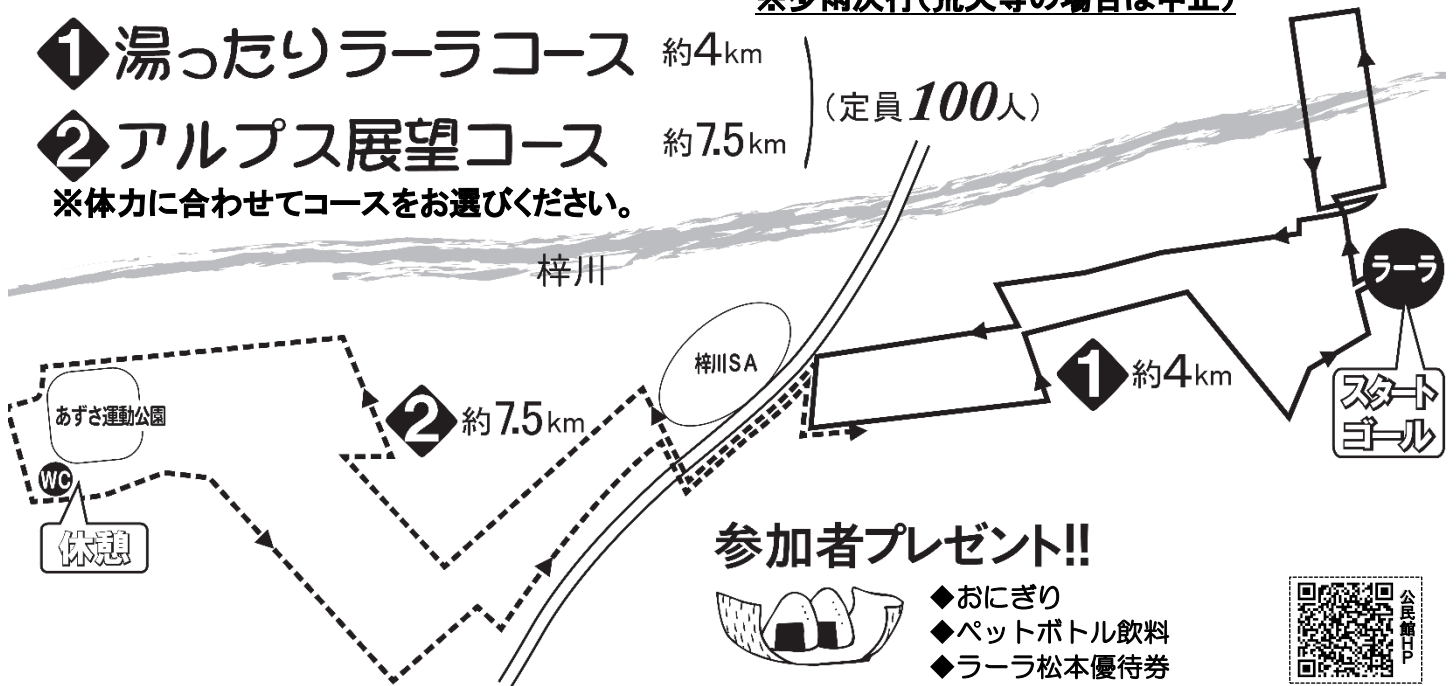 ※少雨決行(荒天等の場合は中止)
❶湯ったりラーラコース 約4km
❷アルプス展望コース 約7.5km
(定員100人)
※体力に合わせてコースをお選びください。
梓川
ラーラ
スタート
ゴール
梓川SA
❶約4km
あずさ運動公園
❷約7.5km
WC
休憩
参加者プレゼント!!
◆おにぎり
◆ペットボトル飲料
◆ラーラ松本優待券
公民館HP